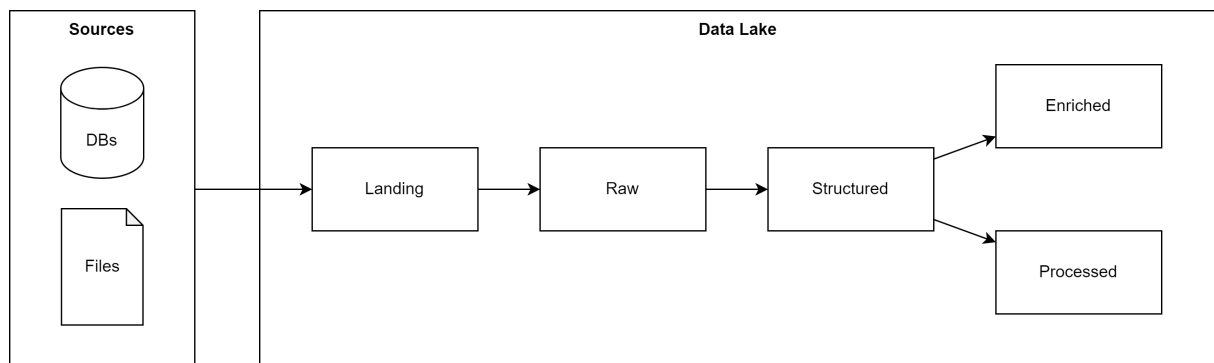 Sources
DBs
Files
Data Lake
Landing
Raw
Structured
Enriched
Processed